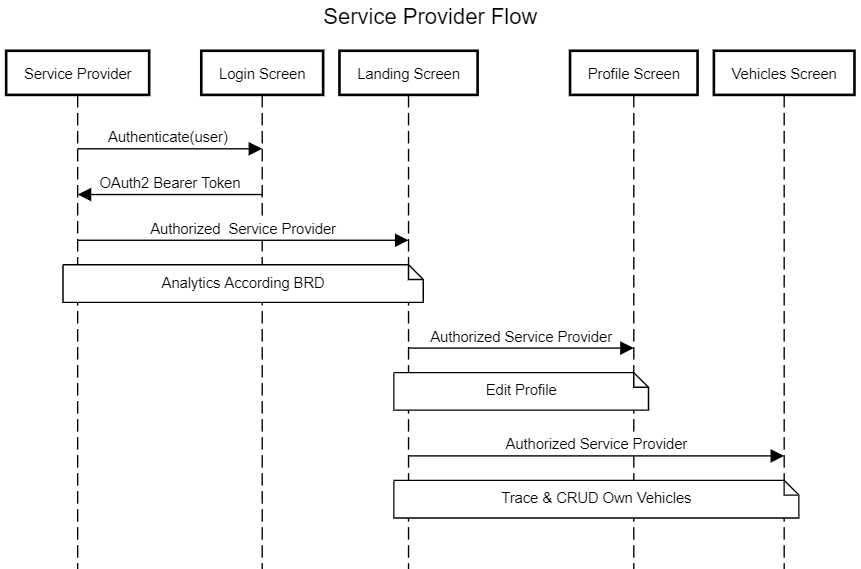 Service Provider Flow
Service Provider
Login Screen
Landing Screen
Profile Screen
Vehicles Screen
Authenticate(user)
OAuth2 Bearer Token
Authorized  Service Provider
Analytics According BRD
Authorized Service Provider
Edit Profile
Authorized Service Provider
Trace & CRUD Own Vehicles